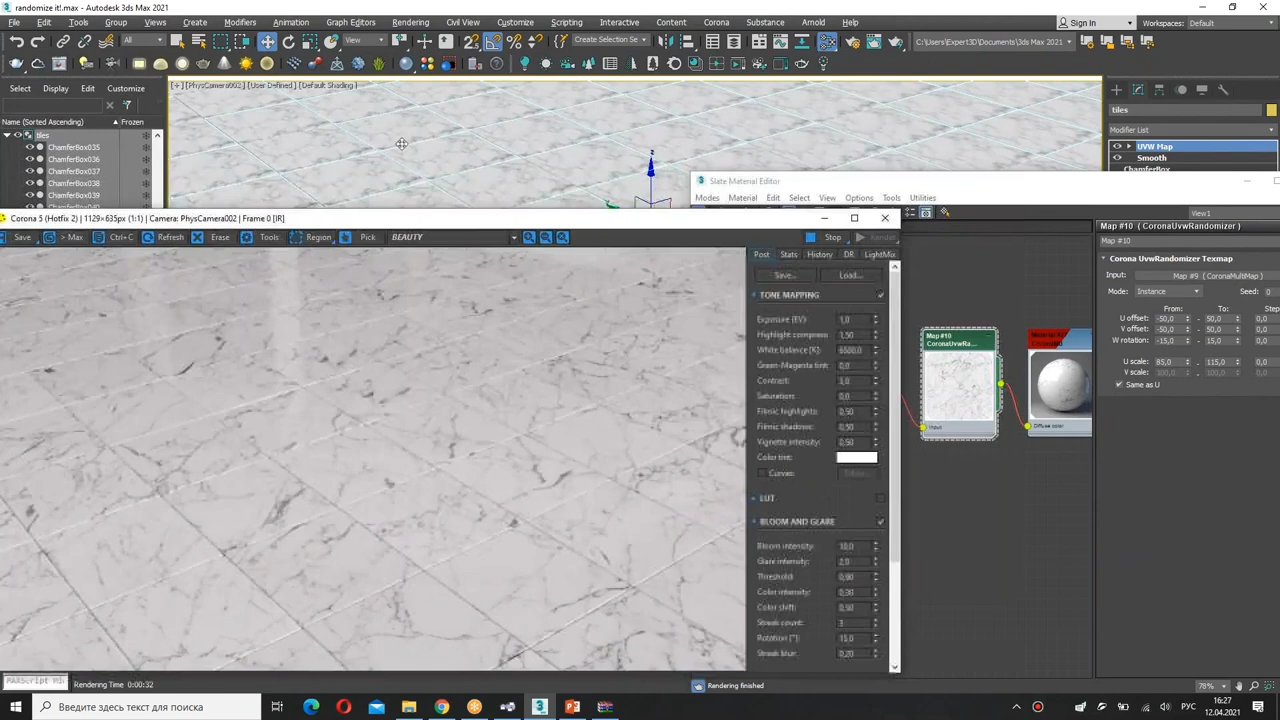 randomize it!.max - Autodesk 3ds Max 2021
File Edit Tools Group Views Create Modifiers Animation Graph Editors Rendering Civil View Customize Scripting Interactive Content Corona Substance Arnold Help
Sign In Workspaces: Default
All View Create Selection Se C:\Users\Expert3D\Documents\3ds Max 2021
Select Display Edit Customize
[+] [PhysCamera002] [User Defined] [Default Shading]
tiles
Name (Sorted Ascending) Frozen
Modifier List
tiles
ChamferBox035
ChamferBox036
ChamferBox037
ChamferBox038
ChamferBox039
UVW Map
Smooth
ChamferBox
z
Slate Material Editor
Modes Material Edit Select View Options Tools Utilities
Corona 5 (Hotfix 2) | 1129×635px (1:1) | Camera: PhysCamera002 | Frame 0 [IR]
Save > Max Ctrl+C Refresh Erase Tools Region Pick BEAUTY Stop Render
View1
Map #10 (CoronaUvwRandomizer)
Map #10
Post Stats History DR LightMix
Save... Load...
TONE MAPPING
Exposure (EV): 1,0
Highlight compress: 1,50
White balance [K]: 6500,0
Green-Magenta tint: 0,0
Contrast: 1,0
Saturation: 0,0
Filmic highlights: 0,50
Filmic shadows: 0,50
Vignette intensity: 0,50
Color tint:
Curves:
LUT
BLOOM AND GLARE
Bloom intensity: 10,0
Glare intensity: 2,0
Threshold: 0,90
Color intensity: 0,30
Color shift: 0,50
Streak count: 3
Rotation [°]: 15,0
Streak blur: 0,20
Map #10
CoronaUvwRa...
Input
Diffuse color
Corona UvwRandomizer Texmap
Input: Map #9 (CoronaMultiMap)
Mode: Instance Seed: 0
From: To: Step
U offset: -50,0 - 50,0 0,0
V offset: -50,0 - 50,0 0,0
W rotation: -15,0 - 15,0 0,0
U scale: 85,0 - 115,0 0,0
V scale: 100,0 - 100,0 0,0
Same as U
MAXScript Mi
Rendering Time: 0:00:32
Rendering finished
78%
Введите здесь текст для поиска
РУС
16:27
12.04.2021